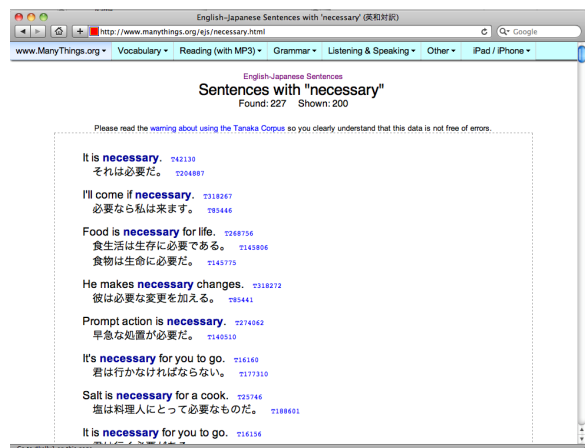 English-Japanese Sentences with 'necessary' (英和対訳)
http://www.manythings.org/ejs/necessary.html
Google
www.ManyThings.org ▾ Vocabulary ▾ Reading (with MP3) ▾ Grammar ▾ Listening & Speaking ▾ Other ▾ iPad / iPhone ▾
English-Japanese Sentences
Sentences with "necessary"
Found: 227 Shown: 200
Please read the warning about using the Tanaka Corpus so you clearly understand that this data is not free of errors.
It is necessary. T42130
それは必要だ。 T204887
I'll come if necessary. T318267
必要なら私は来ます。 T85446
Food is necessary for life. T268756
食生活は生存に必要である。 T145806
食物は生命に必要だ。 T145775
He makes necessary changes. T318272
彼は必要な変更を加える。 T85441
Prompt action is necessary. T274062
早急な処置が必要だ。 T140510
It's necessary for you to go. T16160
君は行かなければならない。 T177310
Salt is necessary for a cook. T25746
塩は料理人にとって必要なものだ。 T188601
It is necessary for you to go. T16156